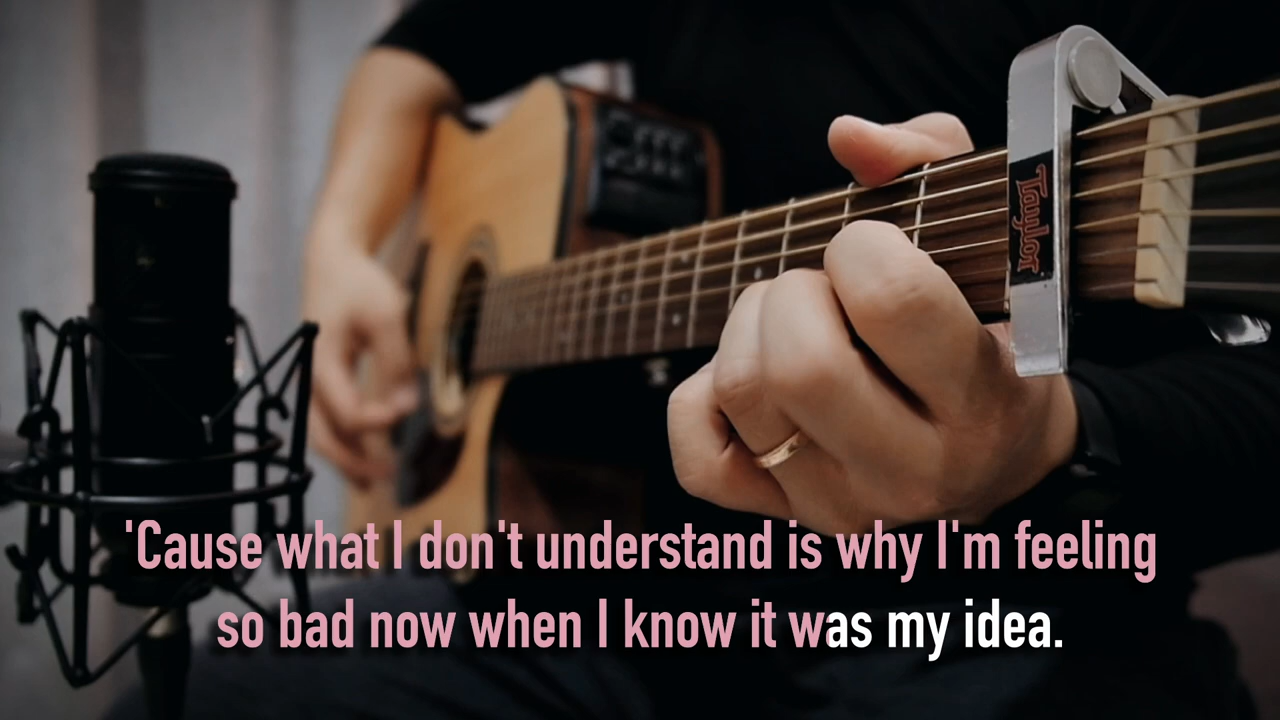 Taylor
'Cause what I don't understand is why I'm feeling
so bad now when I know it was my idea.